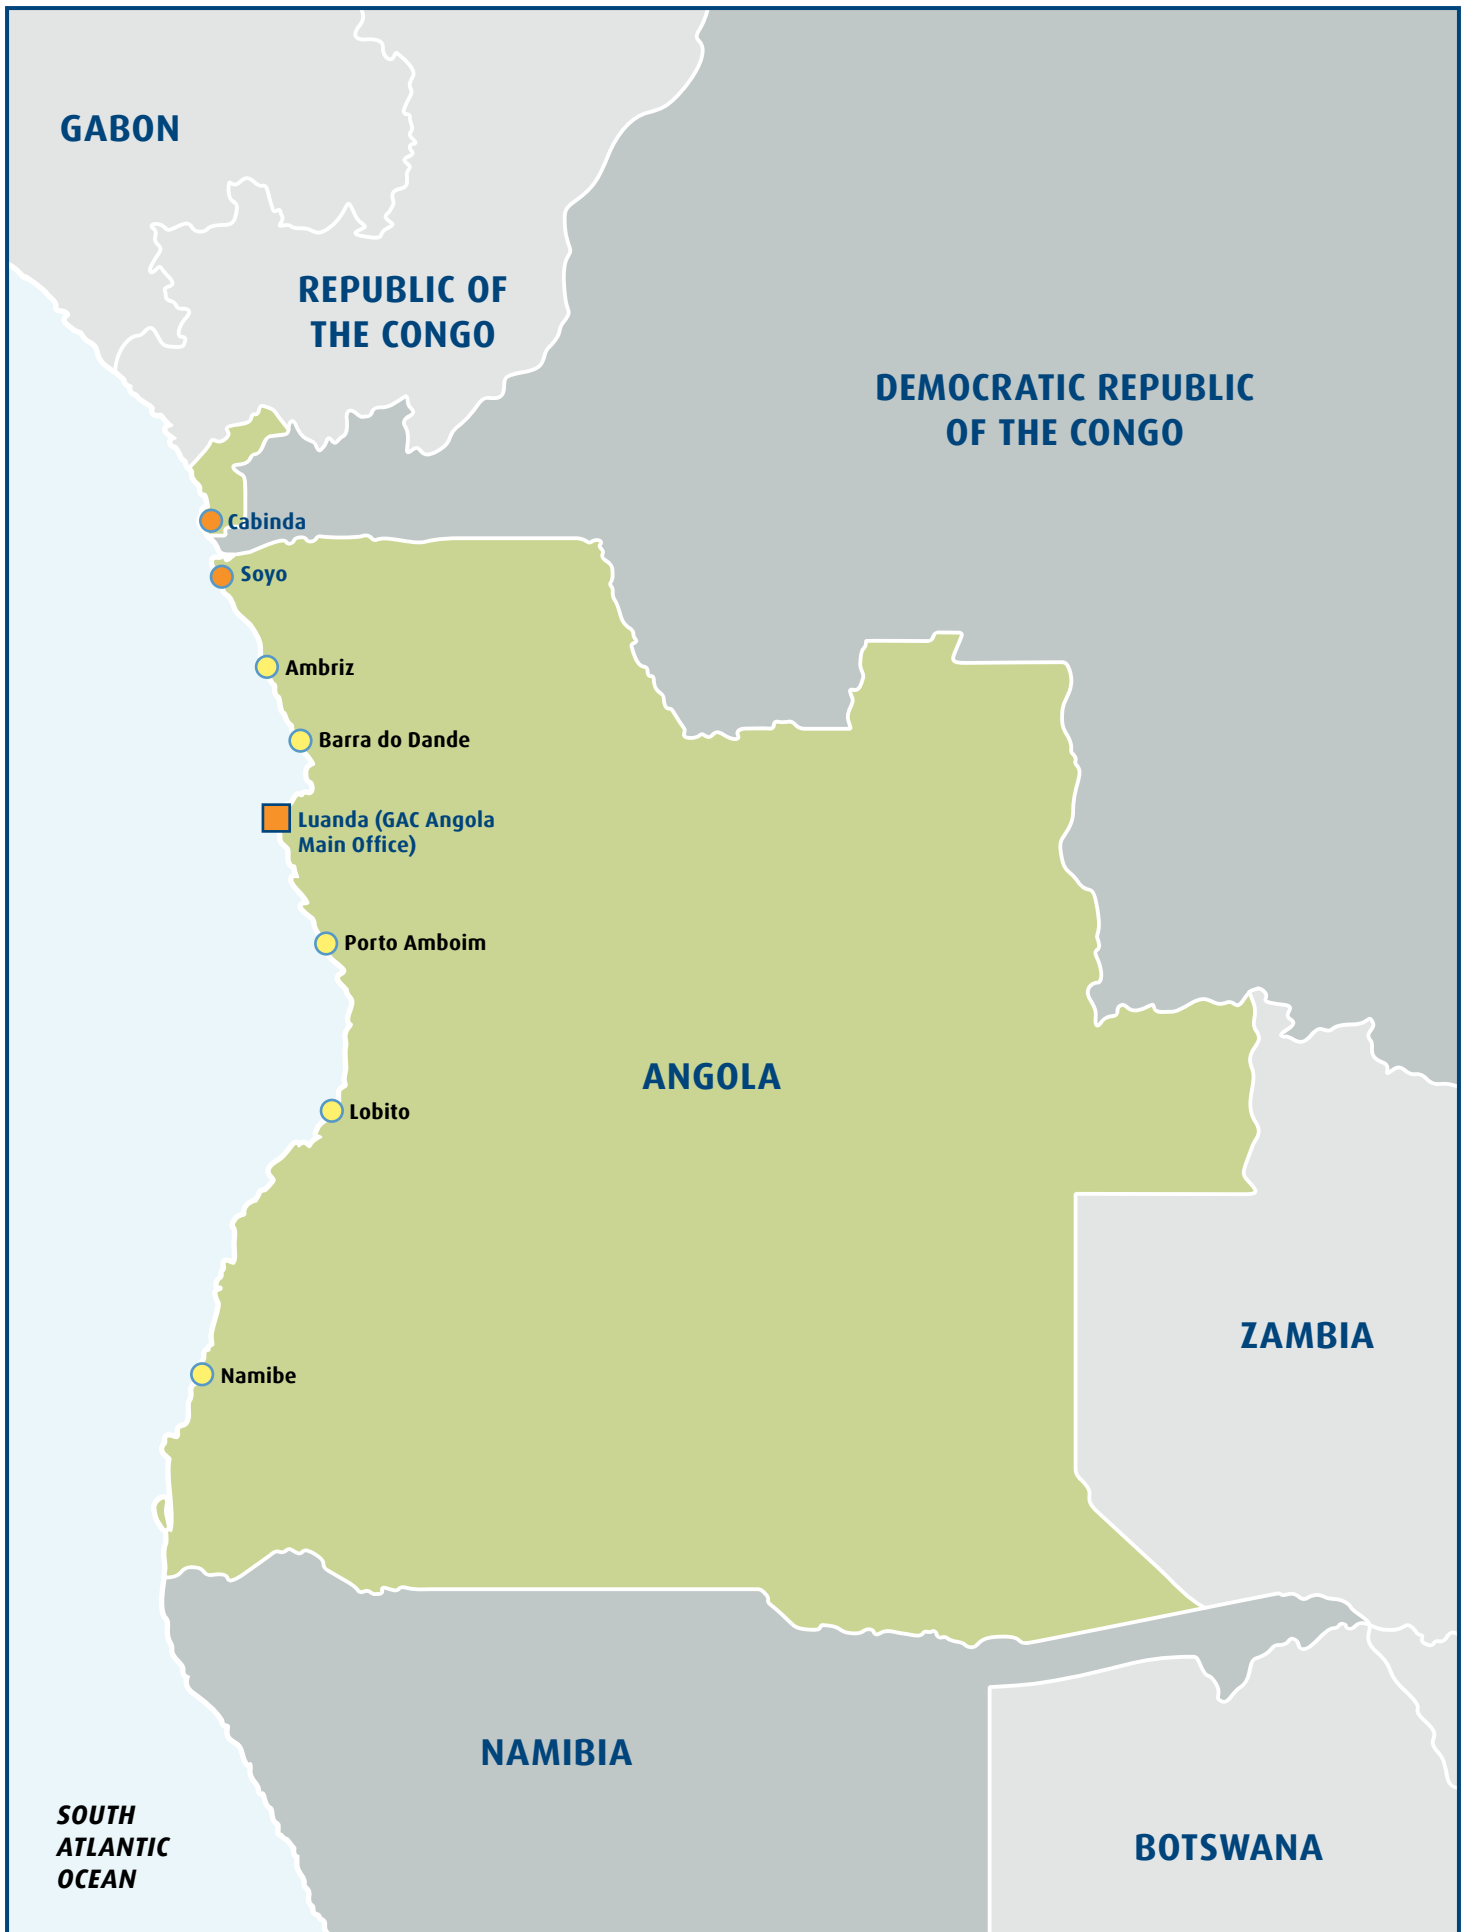 GABON
REPUBLIC OF
THE CONGO
DEMOCRATIC REPUBLIC
OF THE CONGO
Cabinda
Soyo
Ambriz
Barra do Dande
Luanda (GAC Angola
Main Office)
Porto Amboim
ANGOLA
Lobito
ZAMBIA
Namibe
NAMIBIA
SOUTH
ATLANTIC
OCEAN
BOTSWANA